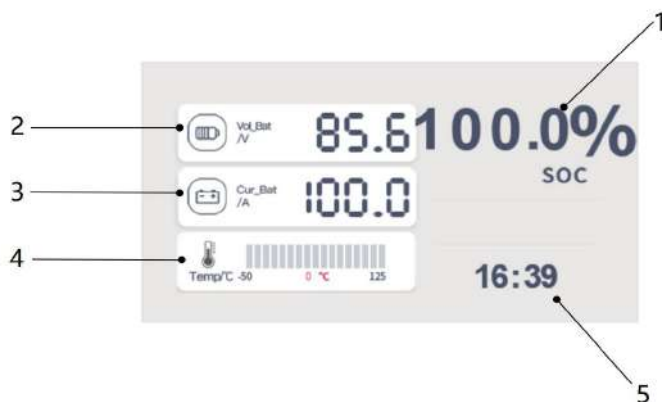 1
2
Vol_Bat
/V
85.6
100.0%
SOC
3
Cur_Bat
/A
100.0
4
Temp/℃ -50 0 ℃ 125
16:39
5